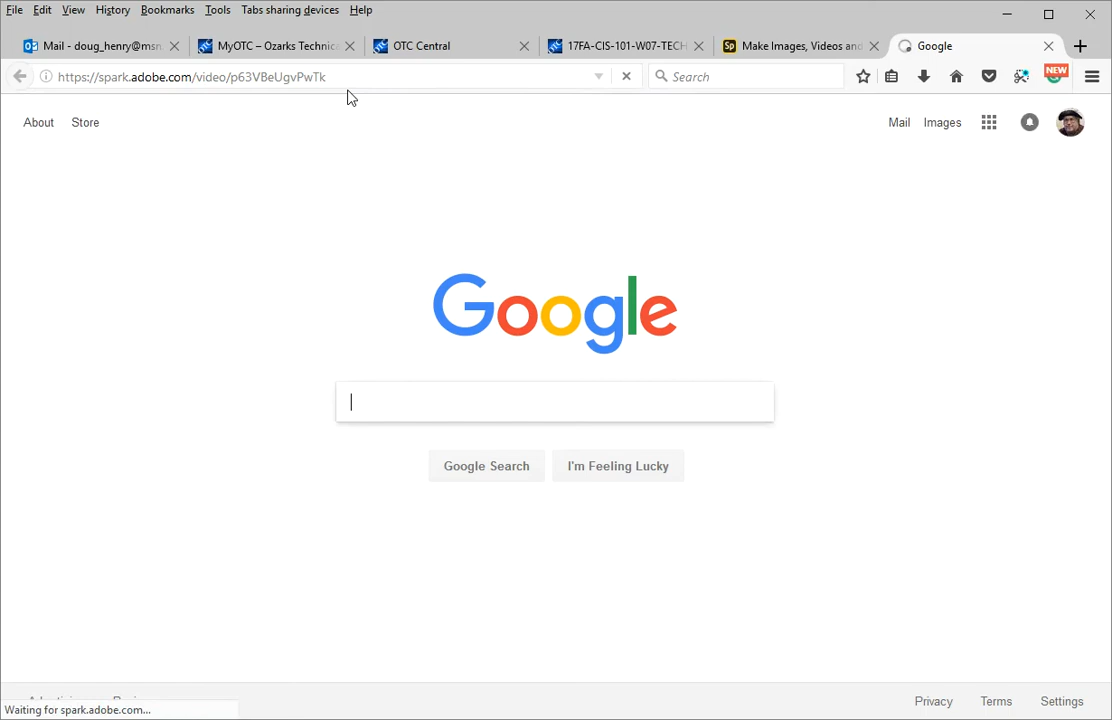 File Edit View History Bookmarks Tools Tabs sharing devices Help
Mail - doug_henry@msn. MyOTC – Ozarks Technic OTC Central 17FA-CIS-101-W07-TECH Make Images, Videos and Google
https://spark.adobe.com/video/p63VBeUgvPwTk Search NEW
About Store Mail Images
Google
Google Search I'm Feeling Lucky
Privacy Terms Settings
Waiting for spark.adobe.com...